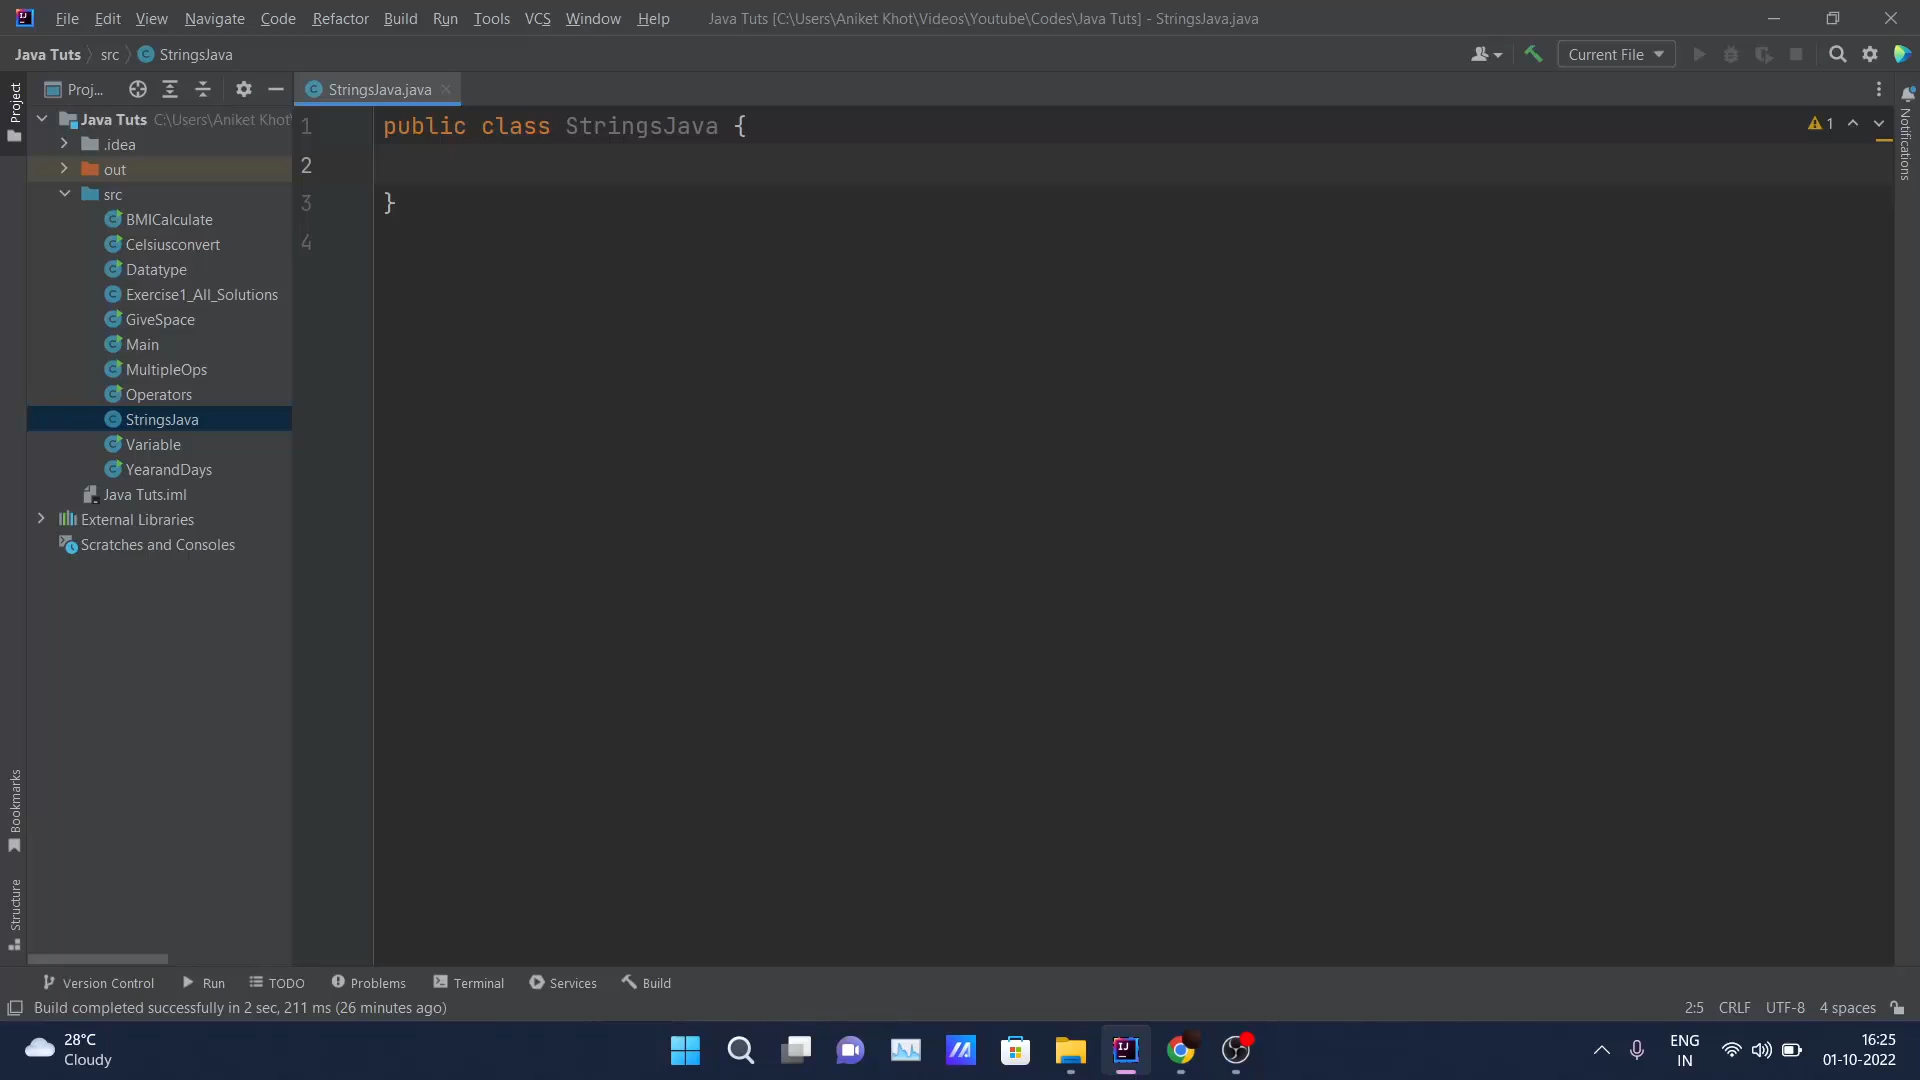 File Edit View Navigate Code Refactor Build Run Tools VCS Window Help Java Tuts [C:\Users\Aniket Khot\Videos\Youtube\Codes\Java Tuts] - StringsJava.java
Java Tuts src StringsJava Current File
Project
Proj... StringsJava.java
Java Tuts C:\Users\Aniket Khot\
.idea
out
src
BMICalculate
Celsiusconvert
Datatype
Exercise1_All_Solutions
GiveSpace
Main
MultipleOps
Operators
StringsJava
Variable
YearandDays
Java Tuts.iml
External Libraries
Scratches and Consoles
1 public class StringsJava {
2
3 }
4
1
Notifications
Bookmarks
Structure
Version Control Run TODO Problems Terminal Services Build
Build completed successfully in 2 sec, 211 ms (26 minutes ago) 2:5 CRLF UTF-8 4 spaces
28°C
Cloudy
ENG
IN
16:25
01-10-2022